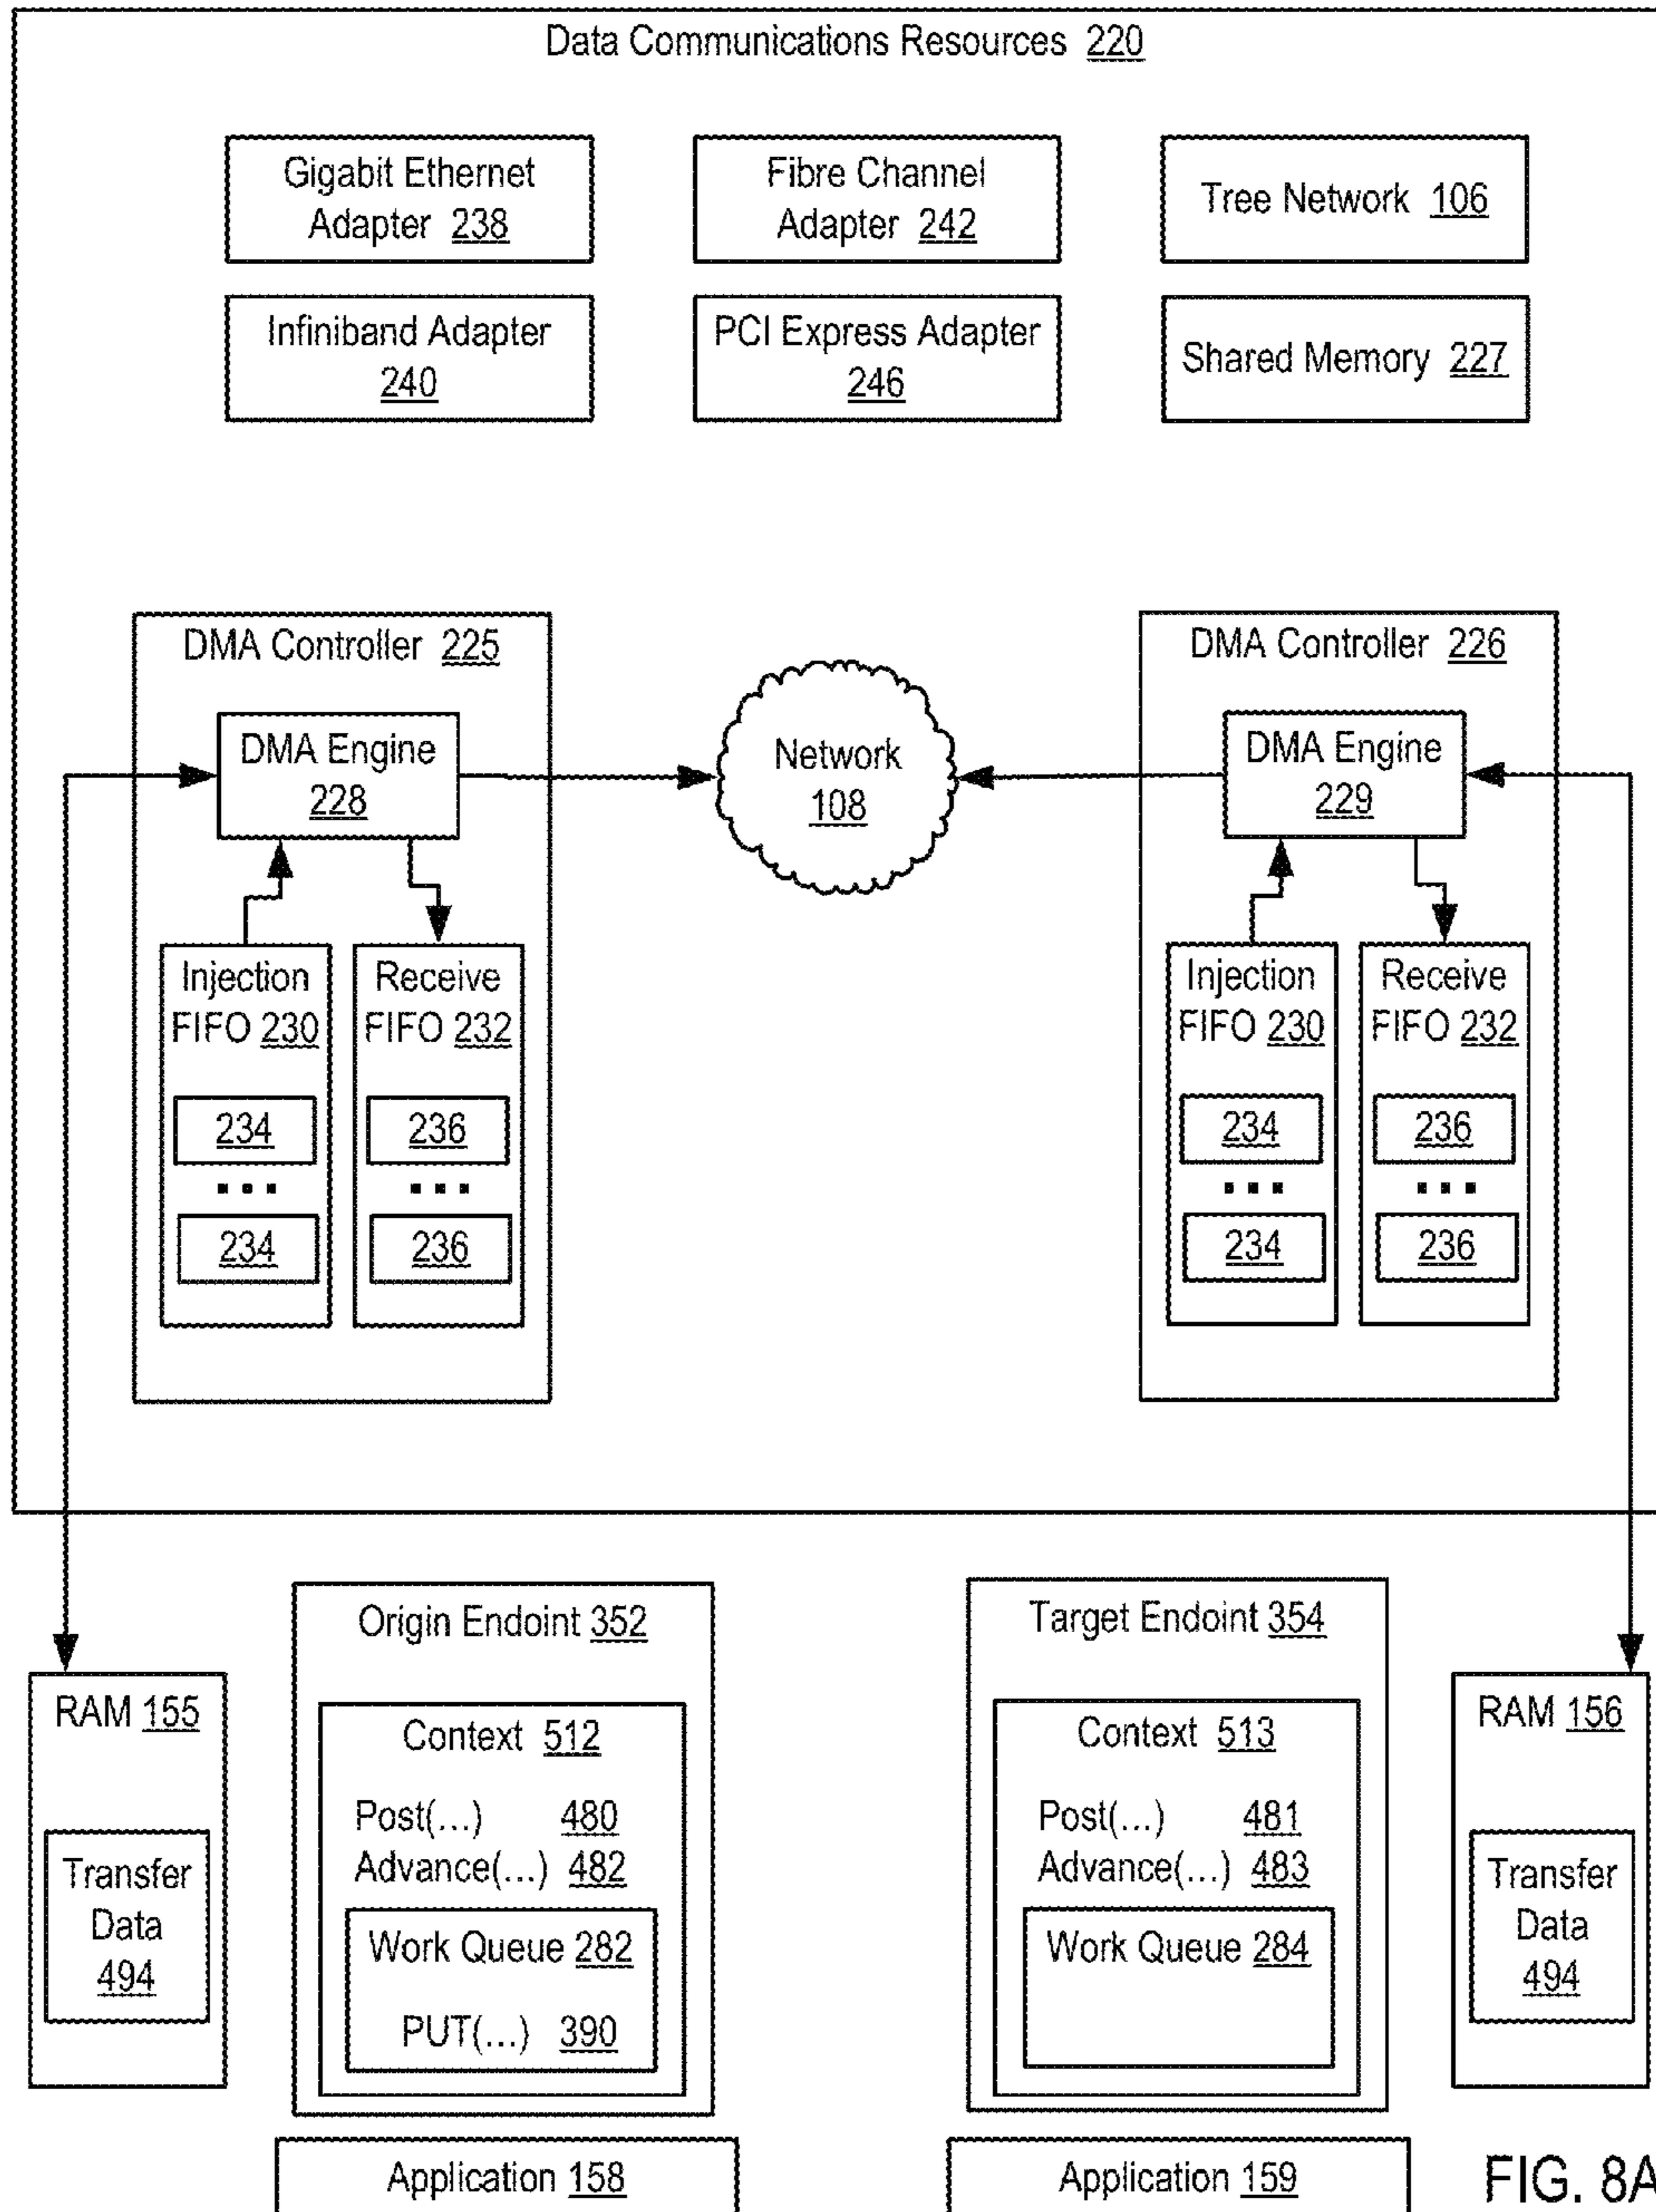 Data Communications Resources 220
Gigabit Ethernet
Adapter 238
Fibre Channel
Adapter 242
Tree Network 106
Infiniband Adapter
240
PCI Express Adapter
246
Shared Memory 227
DMA Controller 225
DMA Engine
228
Injection
FIFO 230
234
...
234
Receive
FIFO 232
236
...
236
Network
108
DMA Controller 226
DMA Engine
229
Injection
FIFO 230
234
...
234
Receive
FIFO 232
236
...
236
RAM 155
Transfer
Data
494
Origin Endoint 352
Context 512
Post(...) 480
Advance(...) 482
Work Queue 282
PUT(...) 390
Target Endoint 354
Context 513
Post(...) 481
Advance(...) 483
Work Queue 284
RAM 156
Transfer
Data
494
Application 158
Application 159
FIG. 8A